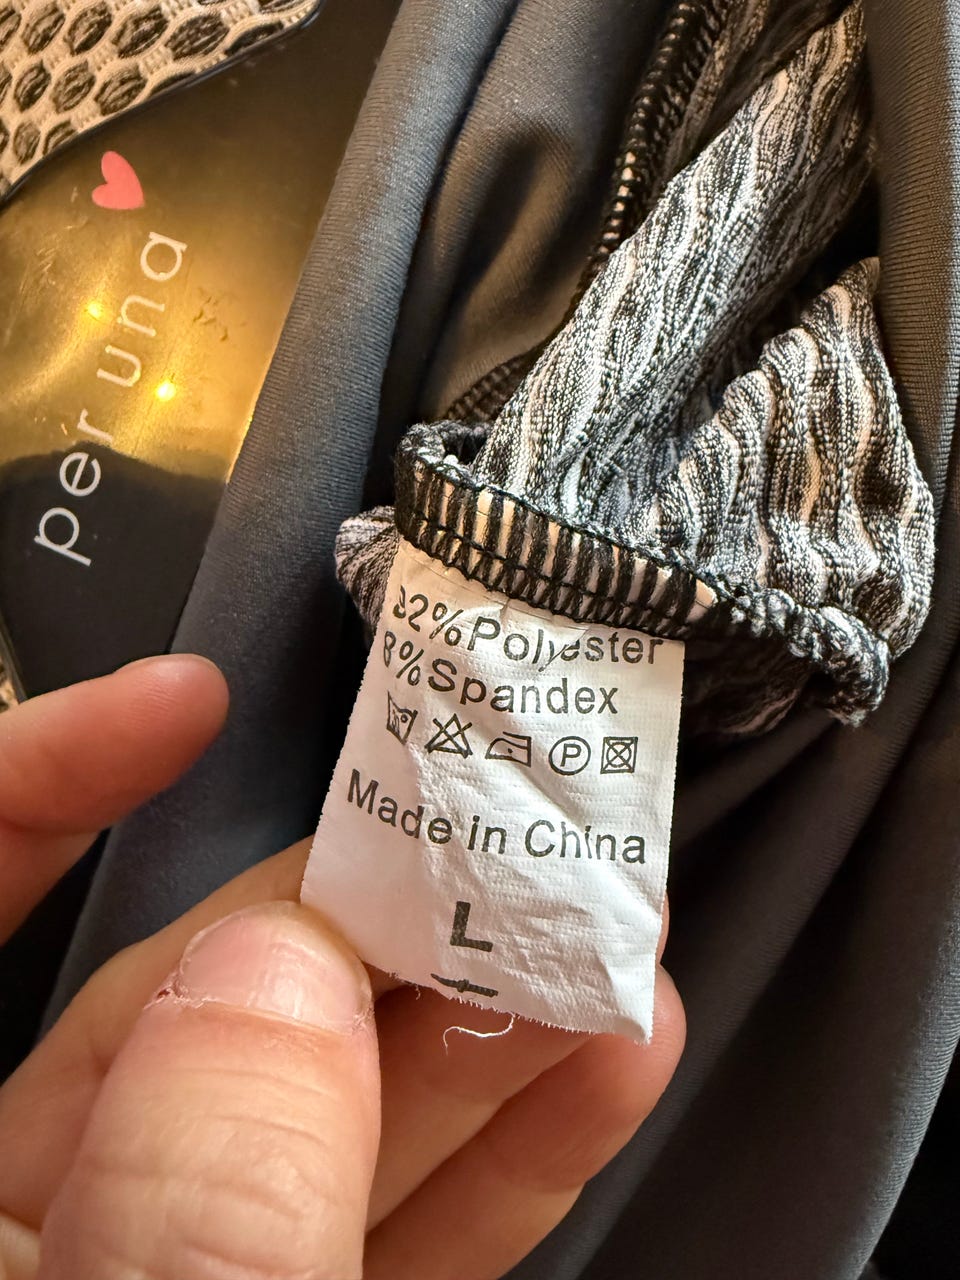 per una
92% Polyester
8% Spandex
P
Made in China
L